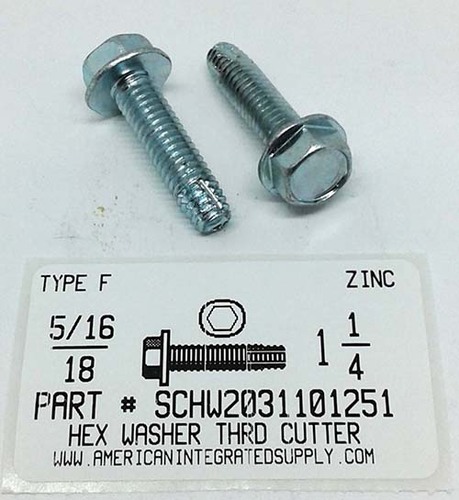 TYPE F ZINC
5/16
18
1 1/4
PART # SCHW2031101251
HEX WASHER THRD CUTTER
WWW.AMERICANINTEGRATEDSUPPLY.COM